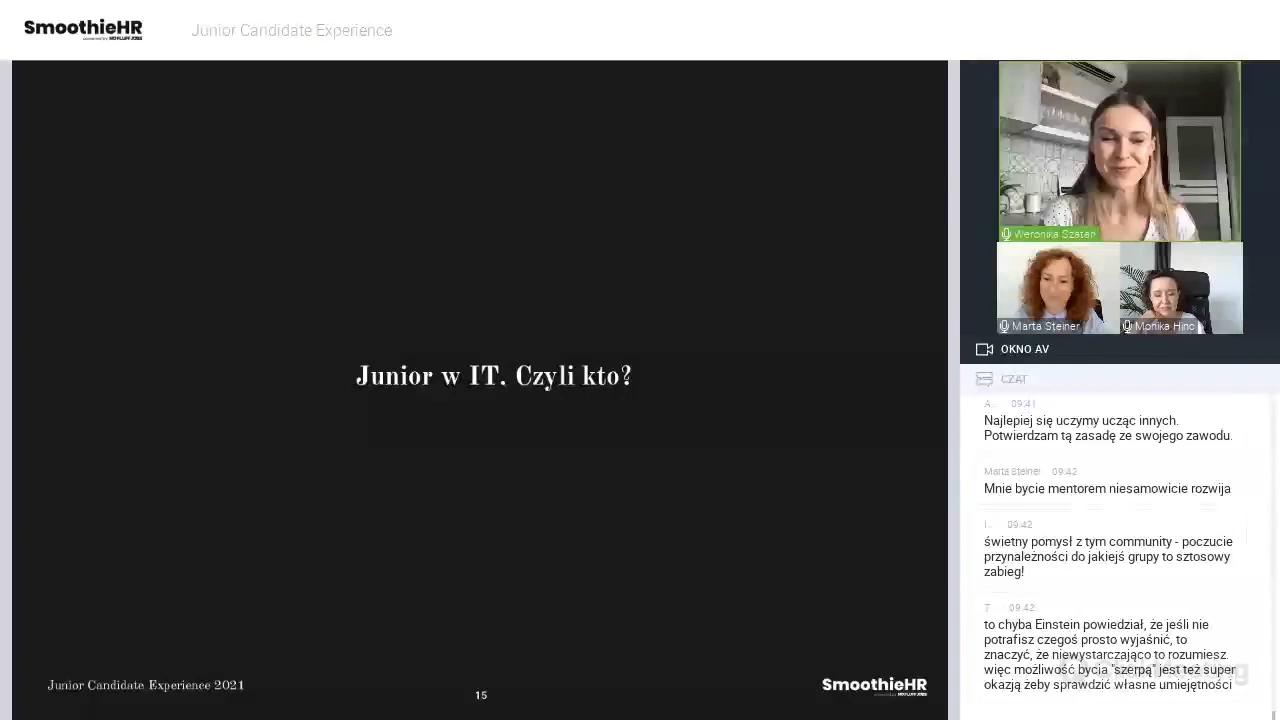 SmoothieHR
Junior Candidate Experience
Junior w IT. Czyli kto?
Junior Candidate Experience 2021
15
SmoothieHR
Weronika Szatan
Marta Steiner
Monika Hinc
OKNO AV
CZAT
A... 09:41
Najlepiej się uczymy ucząc innych.
Potwierdzam tą zasadę ze swojego zawodu.
Marta Steiner 09:42
Mnie bycie mentorem niesamowicie rozwija
I... 09:42
świetny pomysł z tym community - poczucie
przynależności do jakiejś grupy to sztosowy
zabieg!
T... 09:42
to chyba Einstein powiedział, że jeśli nie
potrafisz czegoś prosto wyjaśnić, to
znaczyć, że niewystarczająco to rozumiesz.
więc możliwość bycia "szerpą" jest też super
okazją żeby sprawdzić własne umiejętności